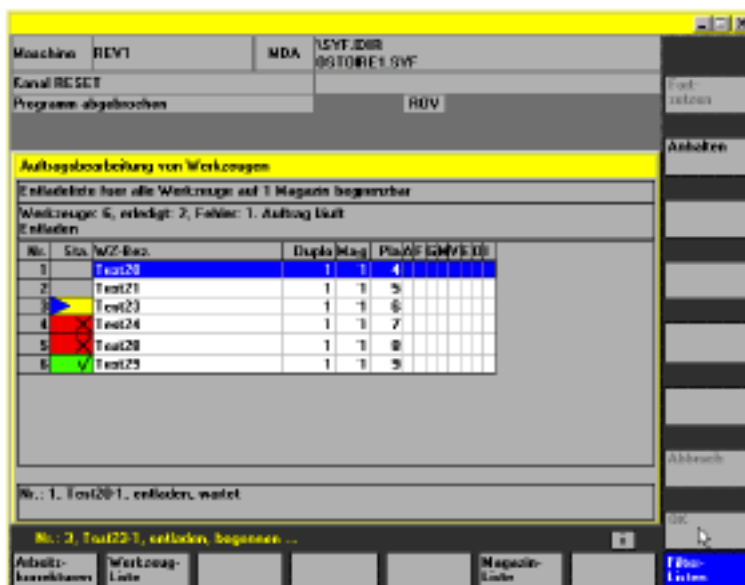 Maschine REV1 MDA \SYF.DIR
OSTOIRE1.SYF
Kanal RESET
Programm abgebrochen ROV
Fort-
setzen
Anhalten
Auftragsbearbeitung von Werkzeugen
Entladeliste fuer alle Werkzeuge auf 1 Magazin begrenzbar
Werkzeuge: 6, erledigt: 2, Fehler: 1. Auftrag läuft
Entladen
Nr. Sta. WZ-Bez. Duplo Mag Pla
1 Test20 1 1 4
2 Test21 1 1 5
3 Test23 1 1 6
4 Test24 1 1 7
5 Test28 1 1 8
6 Test29 1 1 9
Abbruch
Nr.: 1, Test20-1, entladen, wartet
OK
Nr.: 3, Test23-1, entladen, begonnen ...
Arbeits-
korrekturen
Werkzeug-
Liste
Magazin-
Liste
Filter-
Listen